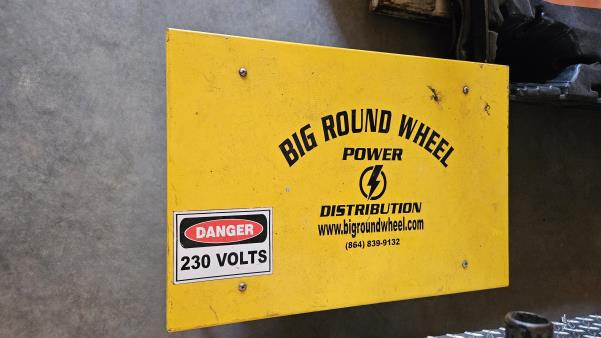 BIG ROUND WHEEL
POWER
DISTRIBUTION
www.bigroundwheel.com
(864) 839-9132
DANGER
230 VOLTS